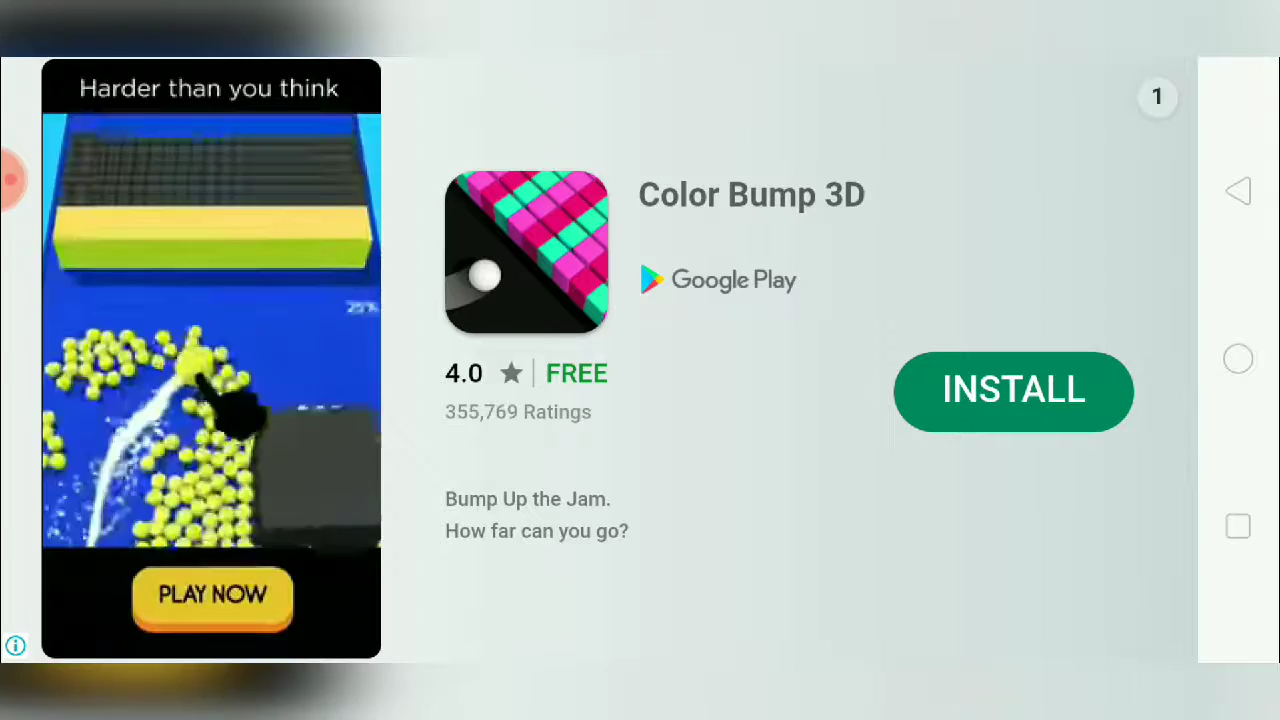 Harder than you think
1
Color Bump 3D
Google Play
25%
4.0 FREE
355,769 Ratings
INSTALL
Bump Up the Jam.
How far can you go?
PLAY NOW